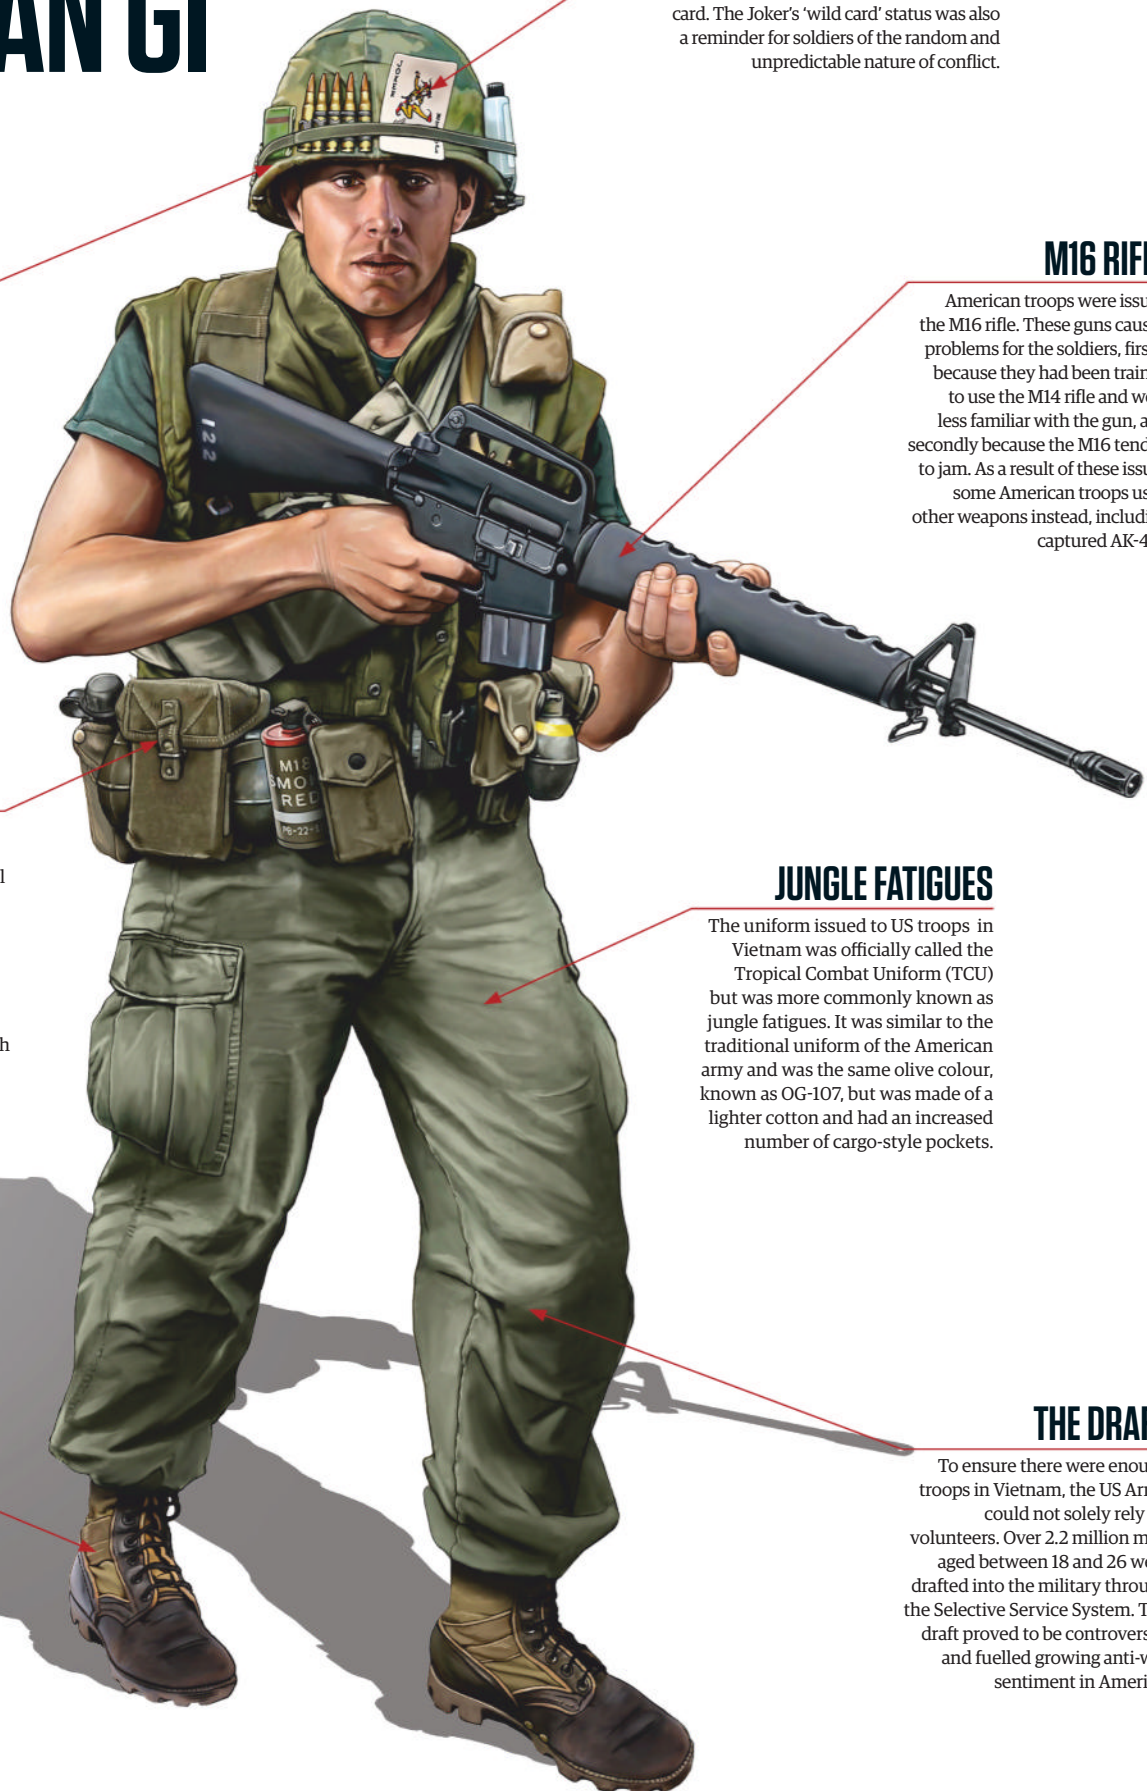 AN GI
card. The Joker's 'wild card' status was also
a reminder for soldiers of the random and
unpredictable nature of conflict.
JOKER
122
M16 RIF
American troops were issu
the M16 rifle. These guns caus
problems for the soldiers, firs
because they had been train
to use the M14 rifle and we
less familiar with the gun, a
secondly because the M16 tend
to jam. As a result of these issu
some American troops us
other weapons instead, includi
captured AK-4
M18
SMO
RED
PB-22-
l
h
JUNGLE FATIGUES
The uniform issued to US troops in
Vietnam was officially called the
Tropical Combat Uniform (TCU)
but was more commonly known as
jungle fatigues. It was similar to the
traditional uniform of the American
army and was the same olive colour,
known as OG-107, but was made of a
lighter cotton and had an increased
number of cargo-style pockets.
THE DRA
To ensure there were enou
troops in Vietnam, the US Ar
could not solely rely
volunteers. Over 2.2 million m
aged between 18 and 26 we
drafted into the military throu
the Selective Service System. T
draft proved to be controvers
and fuelled growing anti-w
sentiment in Ameri